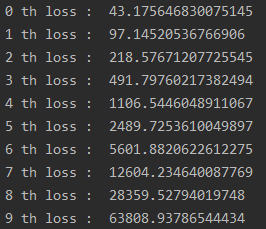 0 th loss :  43.175646830075145
1 th loss :  97.14520536766906
2 th loss :  218.57671207725545
3 th loss :  491.79760217382494
4 th loss :  1106.5446048911067
5 th loss :  2489.7253610049897
6 th loss :  5601.8820622612275
7 th loss :  12604.234640087769
8 th loss :  28359.52794019748
9 th loss :  63808.93786544434